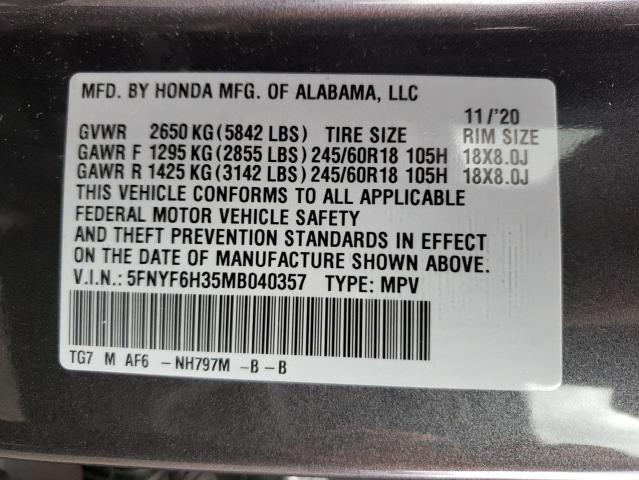 MFD. BY HONDA MFG. OF ALABAMA, LLC
11/'20
GVWR 2650 KG (5842 LBS) TIRE SIZE RIM SIZE
GAWR F 1295 KG (2855 LBS) 245/60R18 105H 18X8.0J
GAWR R 1425 KG (3142 LBS) 245/60R18 105H 18X8.0J
THIS VEHICLE CONFORMS TO ALL APPLICABLE
FEDERAL MOTOR VEHICLE SAFETY
AND THEFT PREVENTION STANDARDS IN EFFECT
ON THE DATE OF MANUFACTURE SHOWN ABOVE.
V.I.N.: 5FNYF6H35MB040357 TYPE: MPV
TG7 M AF6 -NH797M -B-B